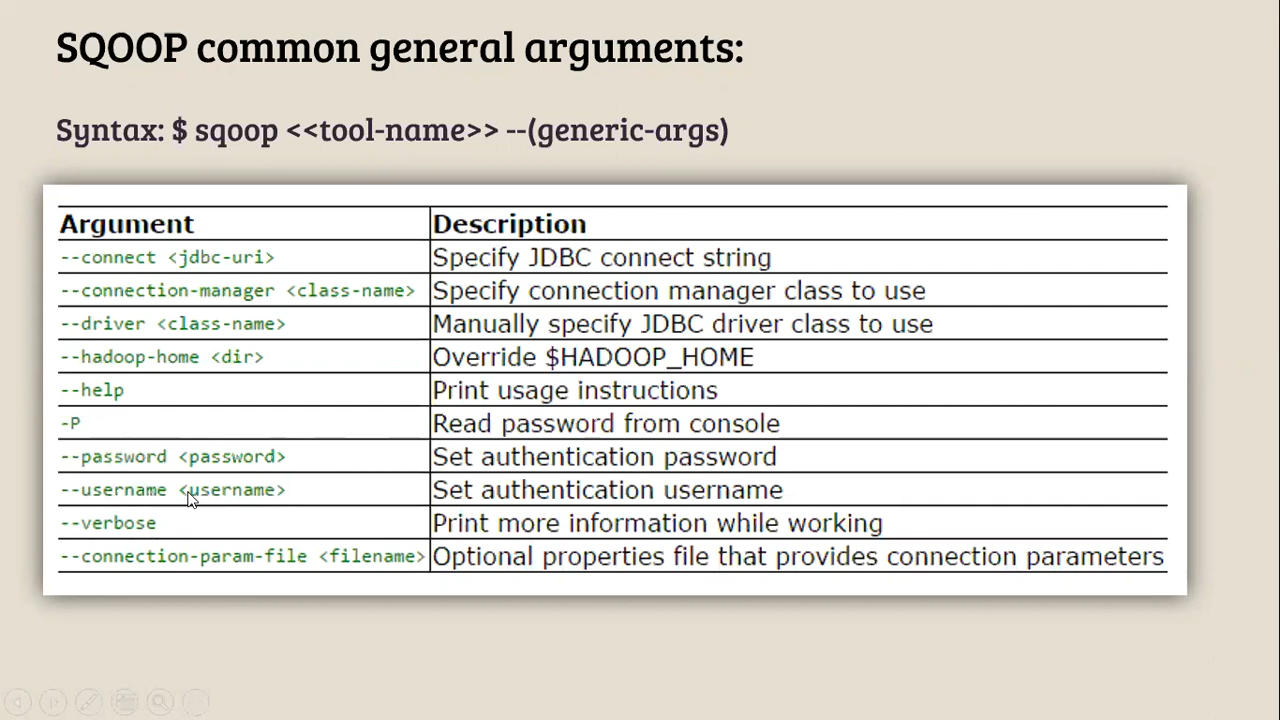 SQOOP common general arguments:
Syntax: $ sqoop <<tool-name>> --(generic-args)
Argument Description
--connect <jdbc-uri> Specify JDBC connect string
--connection-manager <class-name> Specify connection manager class to use
--driver <class-name> Manually specify JDBC driver class to use
--hadoop-home <dir> Override $HADOOP_HOME
--help Print usage instructions
-P Read password from console
--password <password> Set authentication password
--username <username> Set authentication username
--verbose Print more information while working
--connection-param-file <filename> Optional properties file that provides connection parameters